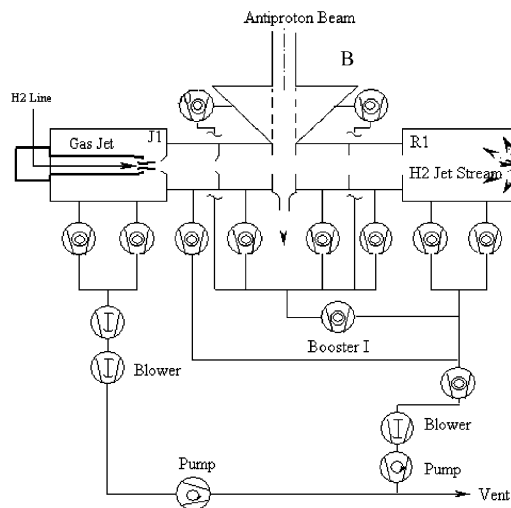 Antiproton Beam
B
H2 Line
Gas Jet
J1
R1
H2 Jet Stream
Booster I
Blower
Blower
Pump
Pump
Vent